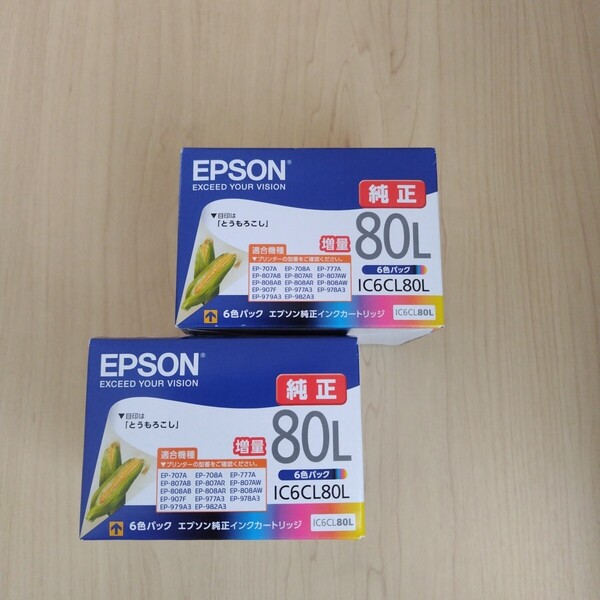 EPSON
EXCEED YOUR VISION
純正
▼目印は
「とうもろこし」
適合機種
▼プリンターの型番をご確認ください。
EP-707A EP-708A EP-777A
EP-807AB EP-807AR EP-807AW
EP-808AB EP-808AR EP-808AW
EP-907F EP-977A3 EP-978A3
EP-979A3 EP-982A3
増量
80L
6色パック
IC6CL80L
6色パック エプソン純正インクカートリッジ
IC6CL80L
EPSON
EXCEED YOUR VISION
純正
▼目印は
「とうもろこし」
適合機種
▼プリンターの型番をご確認ください。
EP-707A EP-708A EP-777A
EP-807AB EP-807AR EP-807AW
EP-808AB EP-808AR EP-808AW
EP-907F EP-977A3 EP-978A3
EP-979A3 EP-982A3
増量
80L
6色パック
IC6CL80L
6色パック エプソン純正インクカートリッジ
IC6CL80L